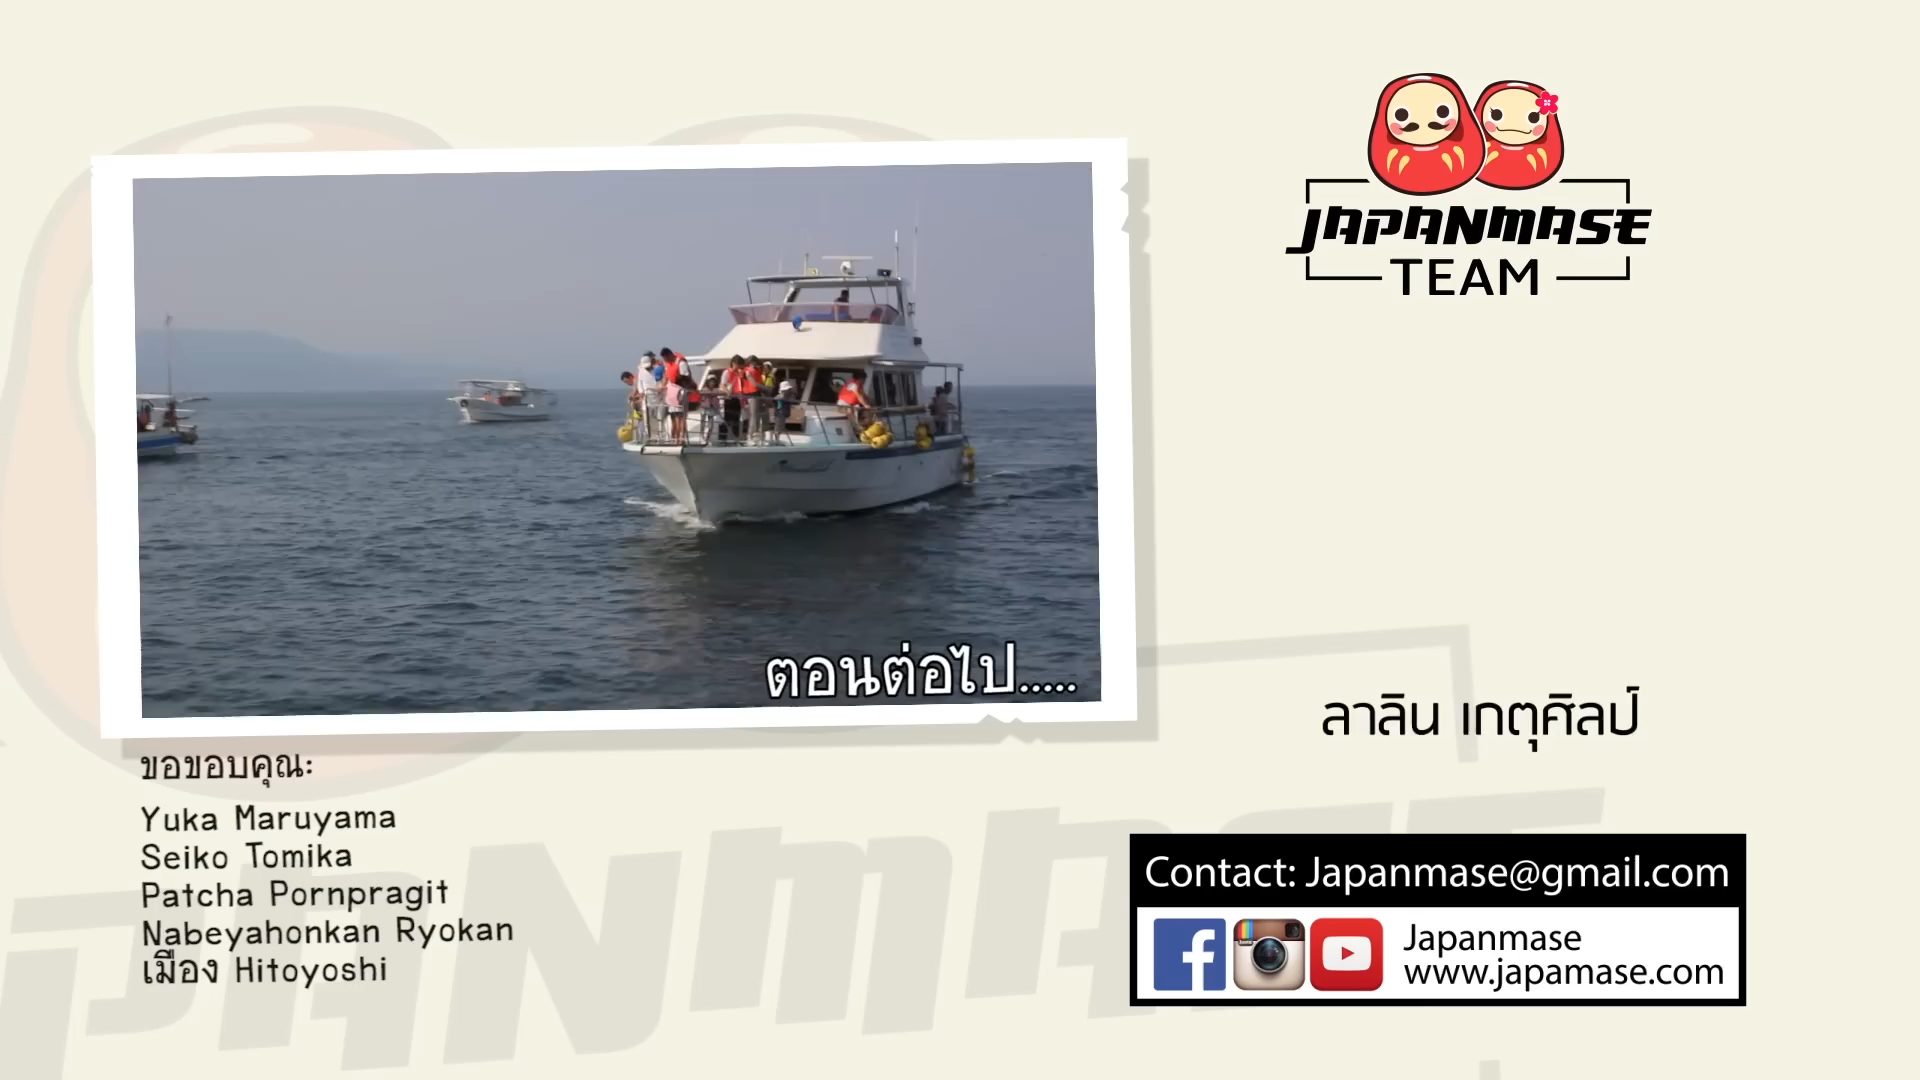 JAPANMASE
TEAM
ตอนต่อไป.....
ลาลิน เกตุศิลป์
ขอขอบคุณ:
Yuka Maruyama
Seiko Tomika
Patcha Pornpragit
Nabeyahonkan Ryokan
เมือง Hitoyoshi
Contact: Japanmase@gmail.com
Japanmase
www.japamase.com